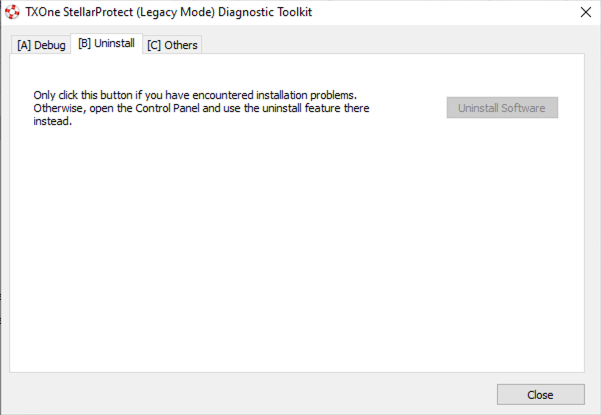 TXOne StellarProtect (Legacy Mode) Diagnostic Toolkit
[A] Debug [B] Uninstall [C] Others
Only click this button if you have encountered installation problems.
Otherwise, open the Control Panel and use the uninstall feature there
instead.
Uninstall Software
Close